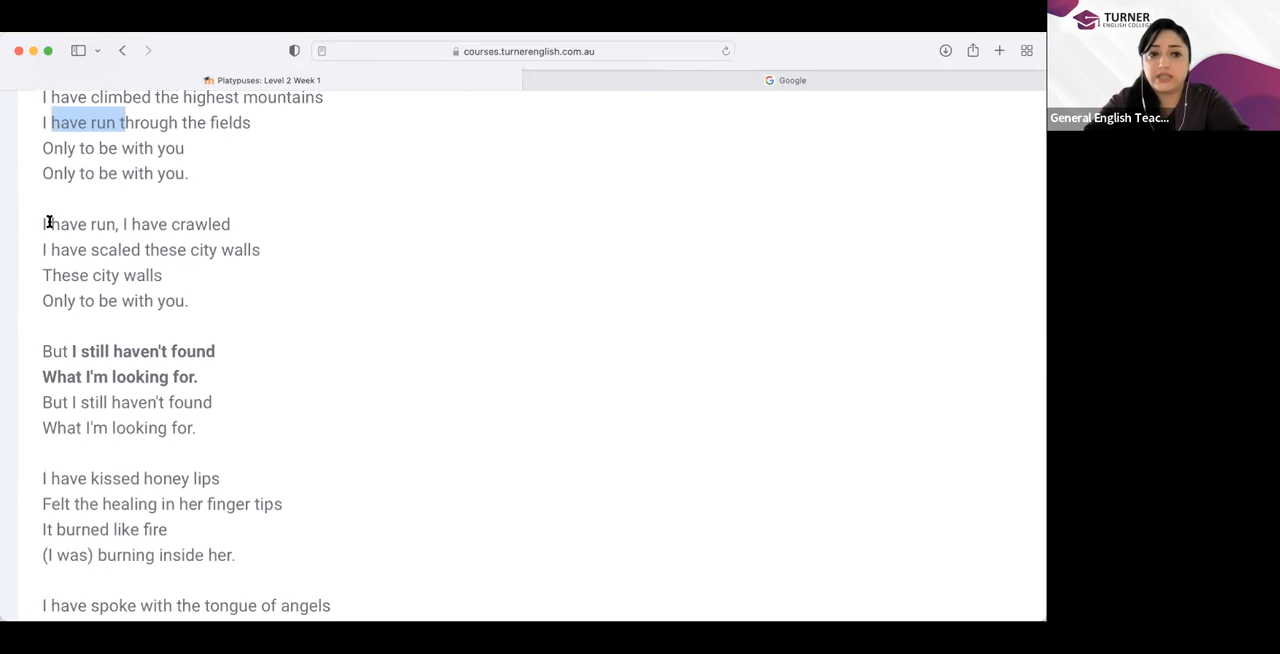 TURNER
ENGLISH COLLEGE
courses.turnerenglish.com.au
Platypuses: Level 2 Week 1
Google
General English Teac...
I have climbed the highest mountains
I have run through the fields
Only to be with you
Only to be with you.
I have run, I have crawled
I have scaled these city walls
These city walls
Only to be with you.
But I still haven't found
What I'm looking for.
But I still haven't found
What I'm looking for.
I have kissed honey lips
Felt the healing in her finger tips
It burned like fire
(I was) burning inside her.
I have spoke with the tongue of angels